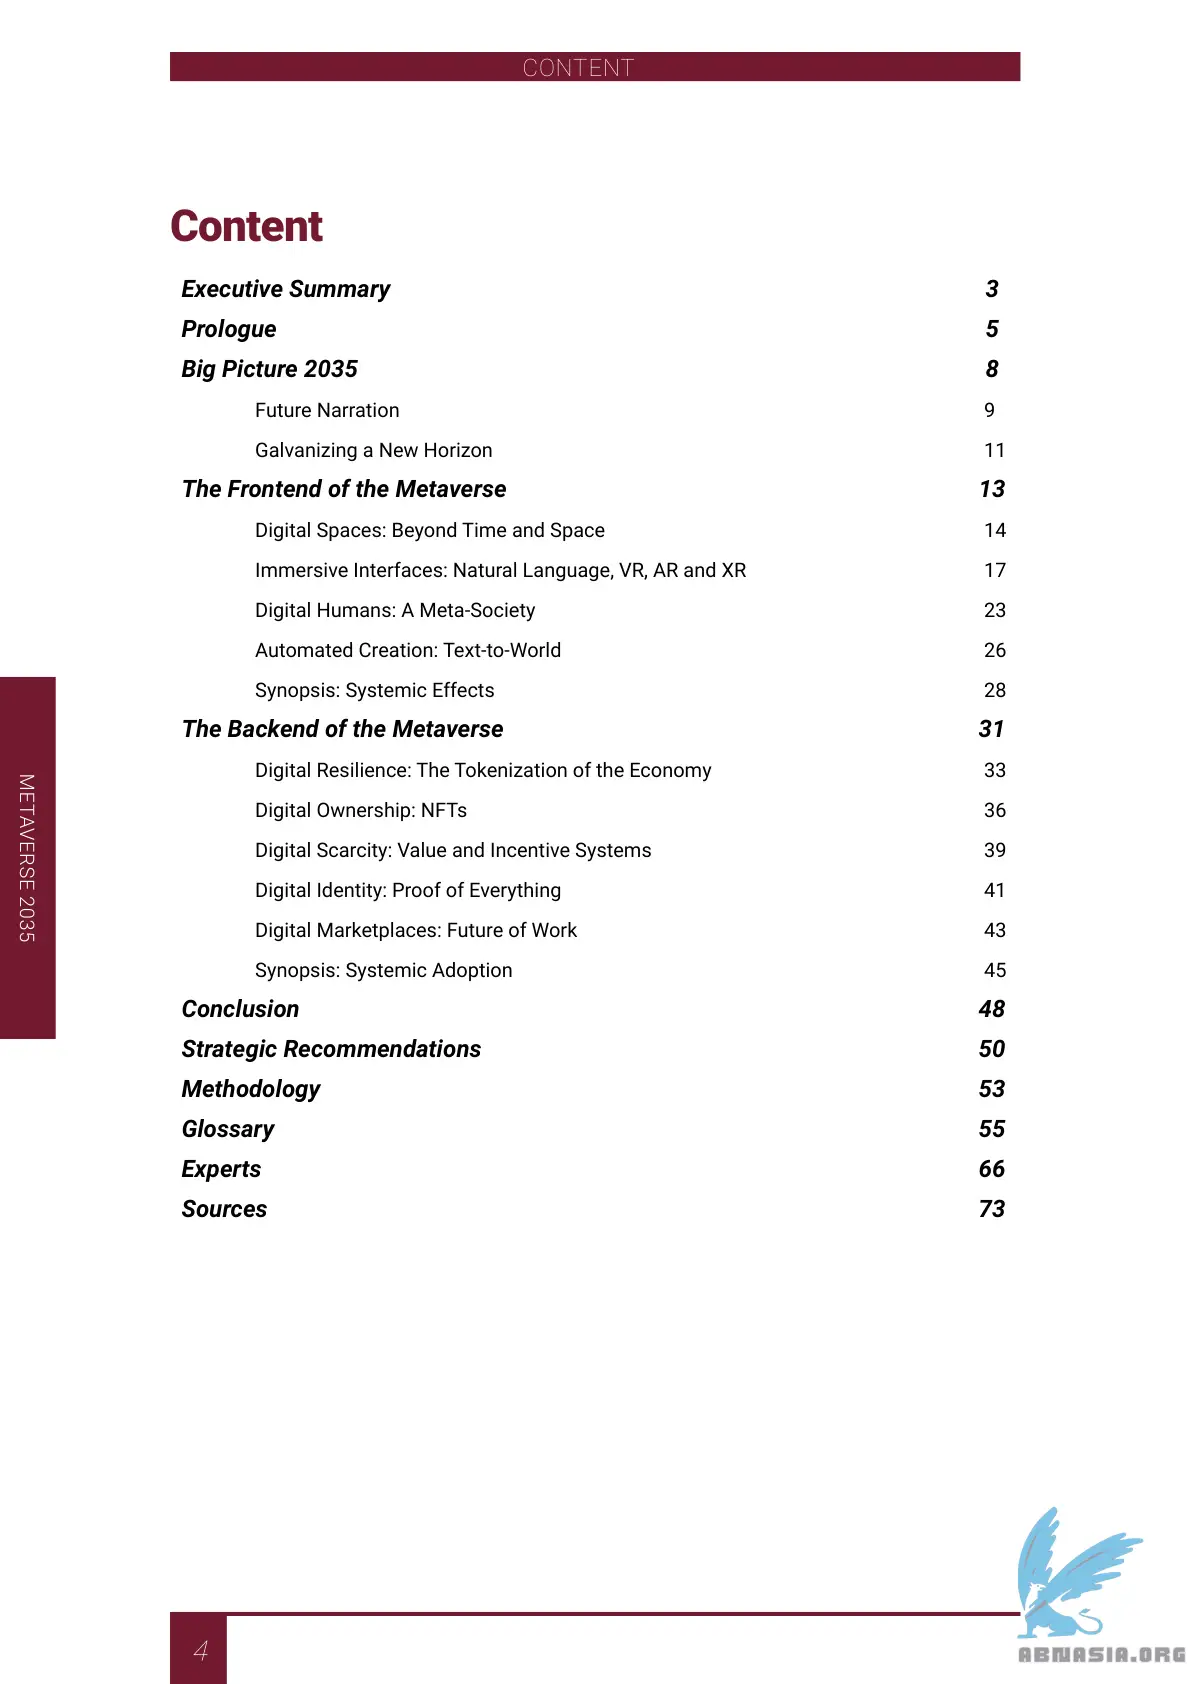 CONTENT
Content
Executive Summary 3
Prologue 5
Big Picture 2035 8
Future Narration 9
Galvanizing a New Horizon 11
The Frontend of the Metaverse 13
Digital Spaces: Beyond Time and Space 14
Immersive Interfaces: Natural Language, VR, AR and XR 17
Digital Humans: A Meta-Society 23
Automated Creation: Text-to-World 26
Synopsis: Systemic Effects 28
The Backend of the Metaverse 31
Digital Resilience: The Tokenization of the Economy 33
Digital Ownership: NFTs 36
Digital Scarcity: Value and Incentive Systems 39
Digital Identity: Proof of Everything 41
Digital Marketplaces: Future of Work 43
Synopsis: Systemic Adoption 45
Conclusion 48
Strategic Recommendations 50
Methodology 53
Glossary 55
Experts 66
Sources 73
METAVERSE 2035
4
ABNASIA.ORG